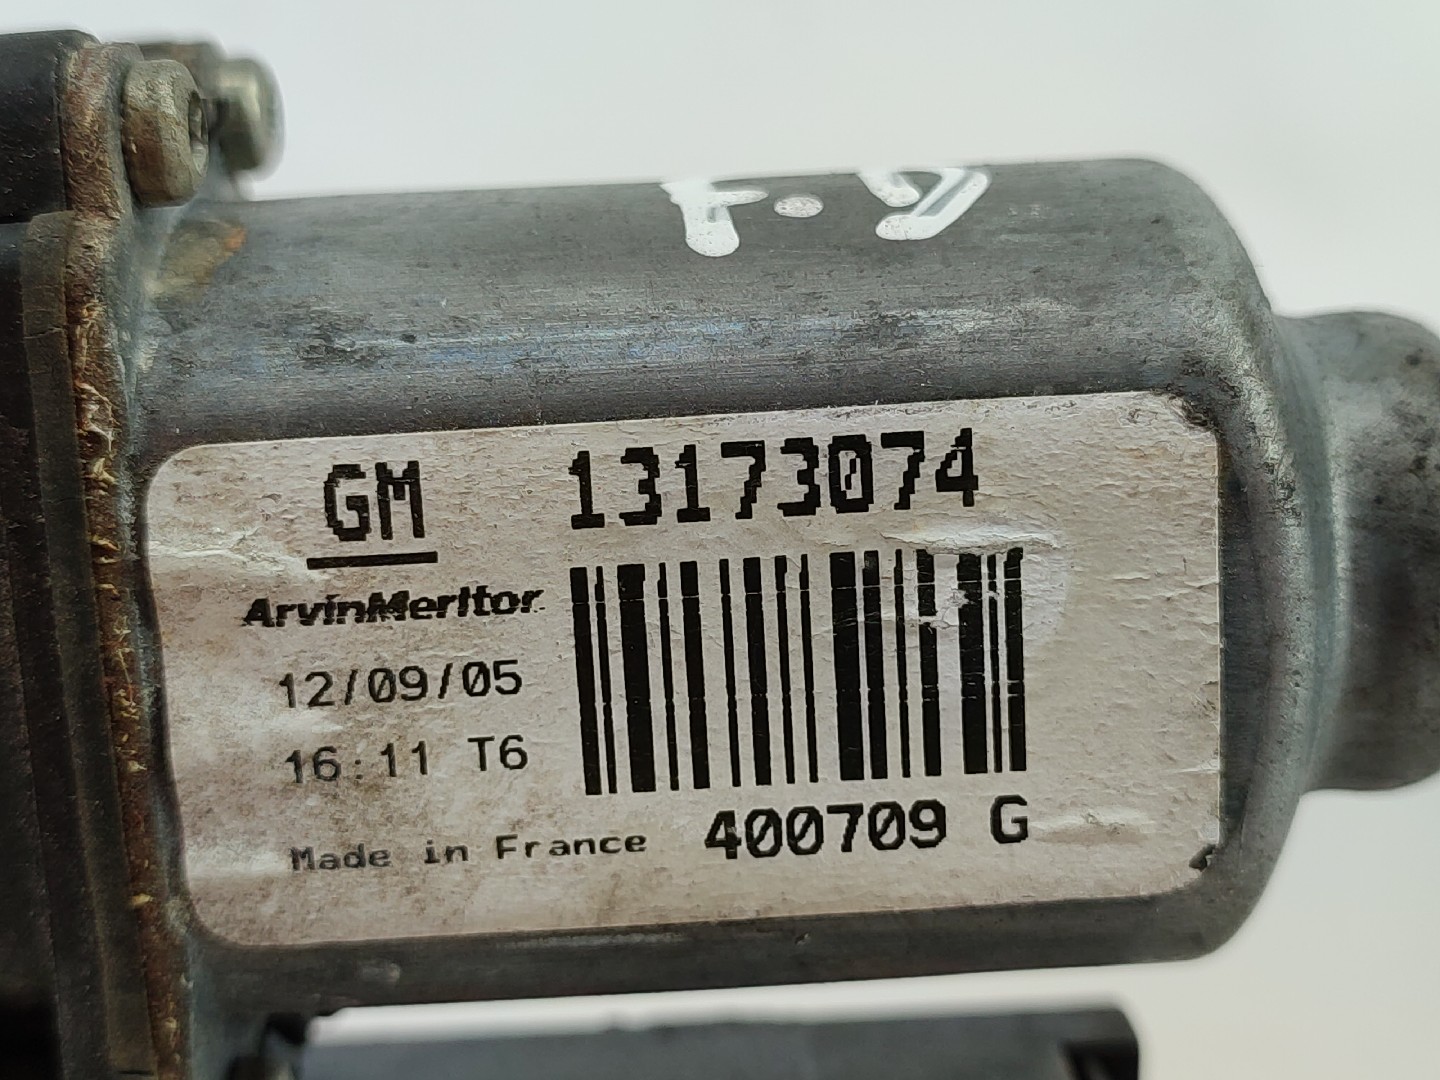 F.D
GM 13173074
ArvinMeritor
12/09/05
16:11 T6
Made in France 400709 G